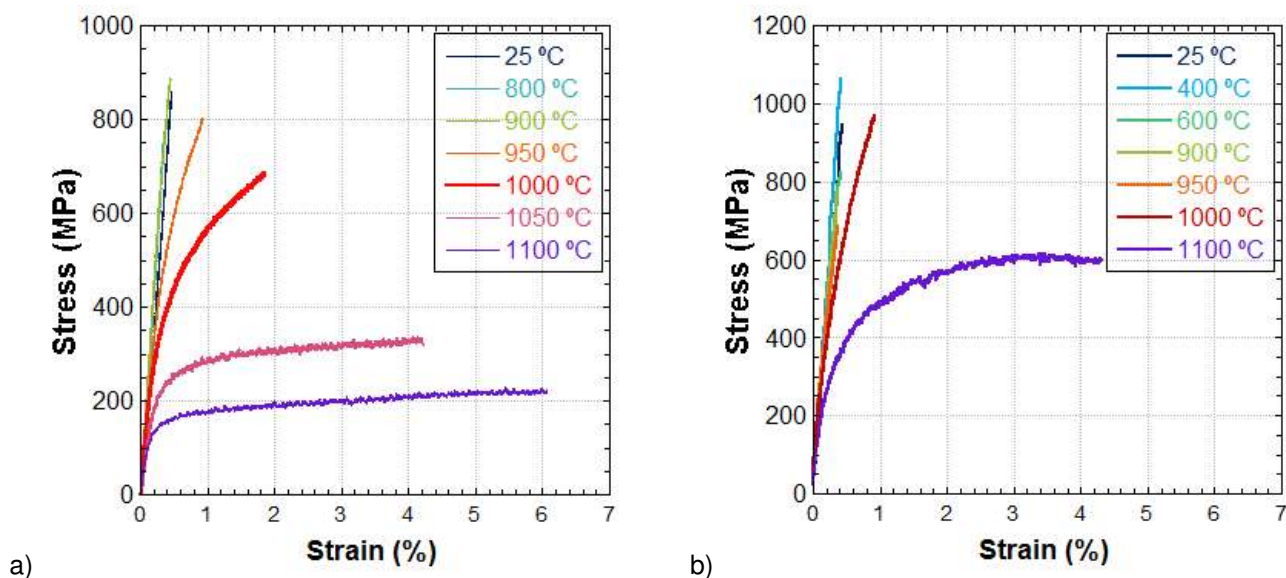 1000
800
600
400
200
0
0 1 2 3 4 5 6 7
Stress (MPa)
Strain (%)
25 ºC
800 ºC
900 ºC
950 ºC
1000 ºC
1050 ºC
1100 ºC
a)
1200
1000
800
600
400
200
0
0 1 2 3 4 5 6 7
Stress (MPa)
Strain (%)
25 ºC
400 ºC
600 ºC
900 ºC
950 ºC
1000 ºC
1100 ºC
b)